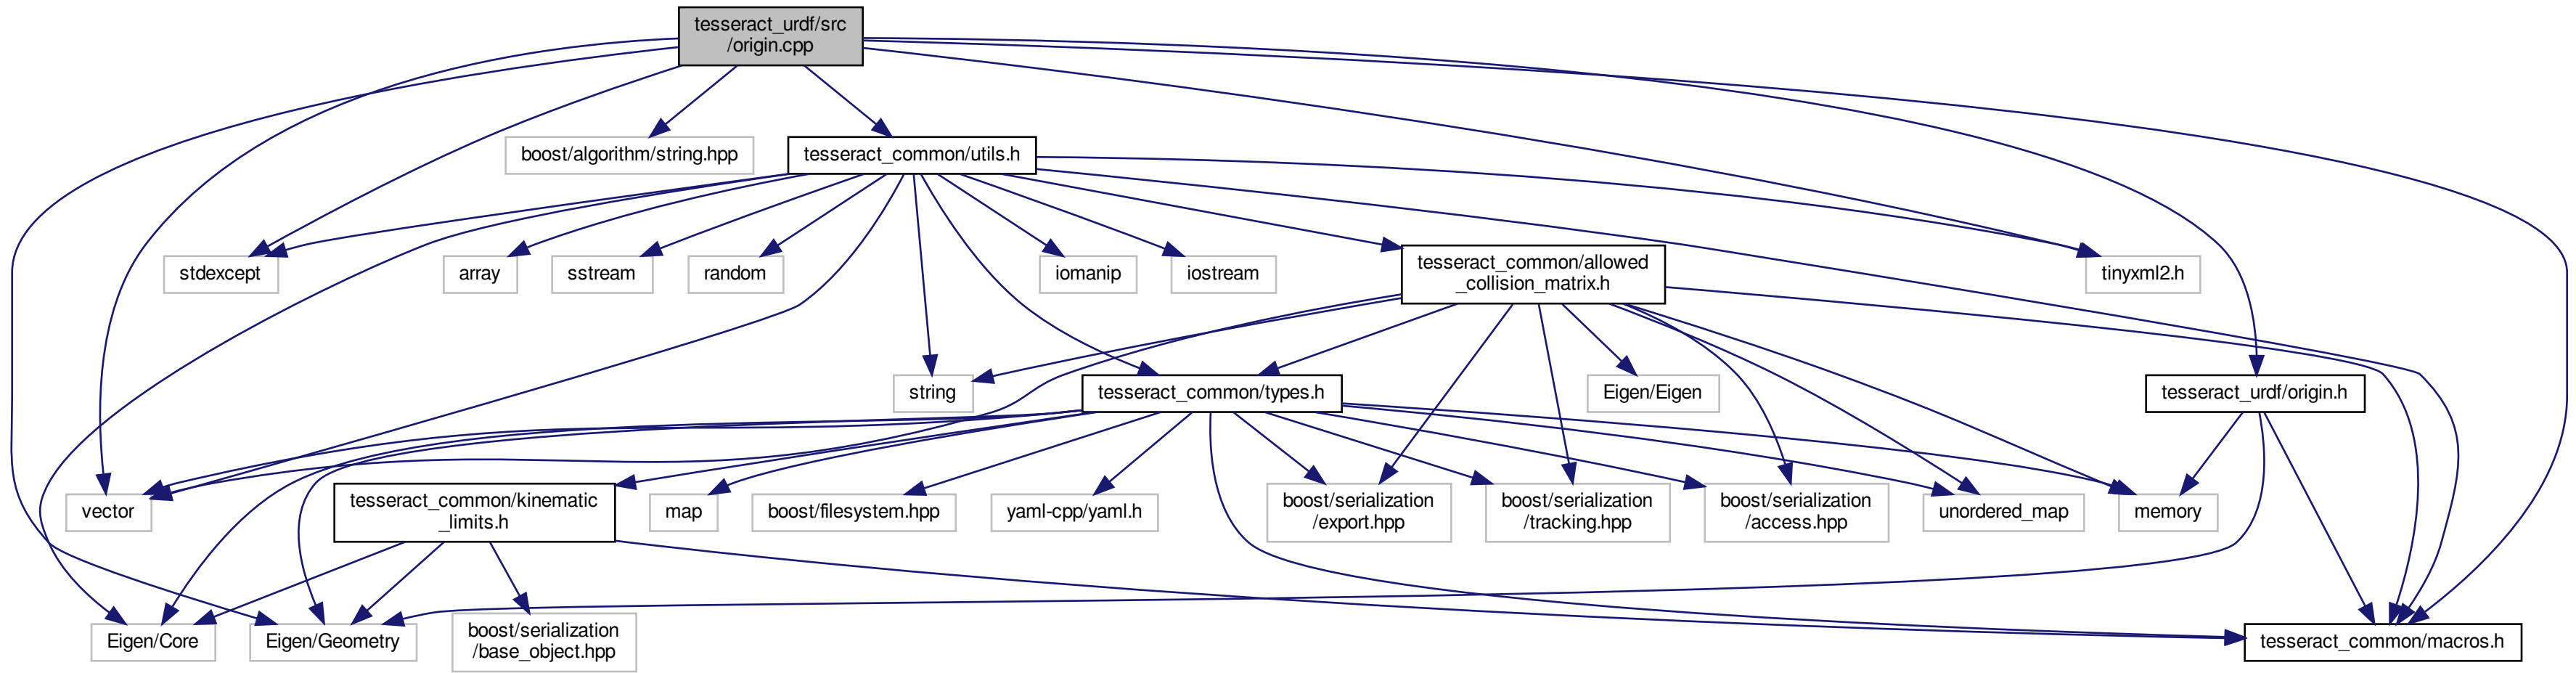 tesseract_urdf/src
/origin.cpp
boost/algorithm/string.hpp
tesseract_common/utils.h
stdexcept
array
sstream
random
iomanip
iostream
tesseract_common/allowed
_collision_matrix.h
tinyxml2.h
string
tesseract_common/types.h
Eigen/Eigen
tesseract_urdf/origin.h
vector
tesseract_common/kinematic
_limits.h
map
boost/filesystem.hpp
yaml-cpp/yaml.h
boost/serialization
/export.hpp
boost/serialization
/tracking.hpp
boost/serialization
/access.hpp
unordered_map
memory
Eigen/Core
Eigen/Geometry
boost/serialization
/base_object.hpp
tesseract_common/macros.h